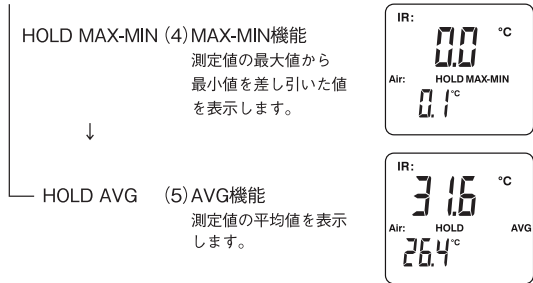 HOLD MAX-MIN (4)MAX-MIN機能
測定値の最大値から
最小値を差し引いた値
を表示します。
IR:
0.0 °C
Air: HOLD MAX-MIN
0.1 °C
↓
HOLD AVG (5)AVG機能
測定値の平均値を表示
します。
IR:
31.6 °C
Air: HOLD AVG
26.4 °C